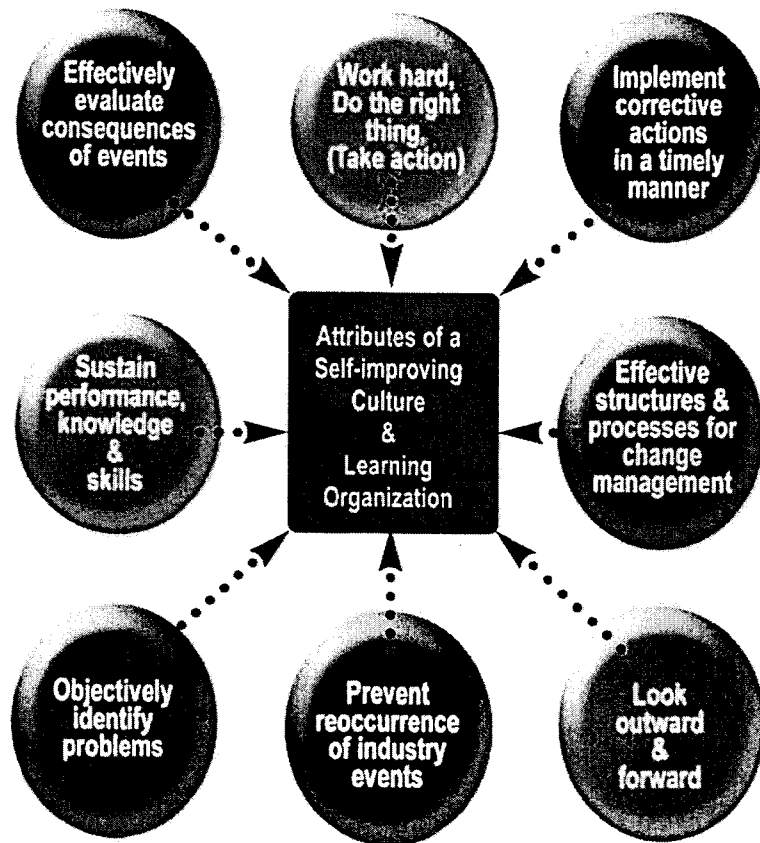 Effectively
evaluate
consequences
of events
Work hard,
Do the right
thing,
(Take action)
Implement
corrective
actions
in a timely
manner
Sustain
performance,
knowledge
&
skills
Attributes of a
Self-improving
Culture
&
Learning
Organization
Effective
structures &
processes for
change
management
Objectively
identify
problems
Prevent
reoccurrence
of industry
events
Look
outward
&
forward